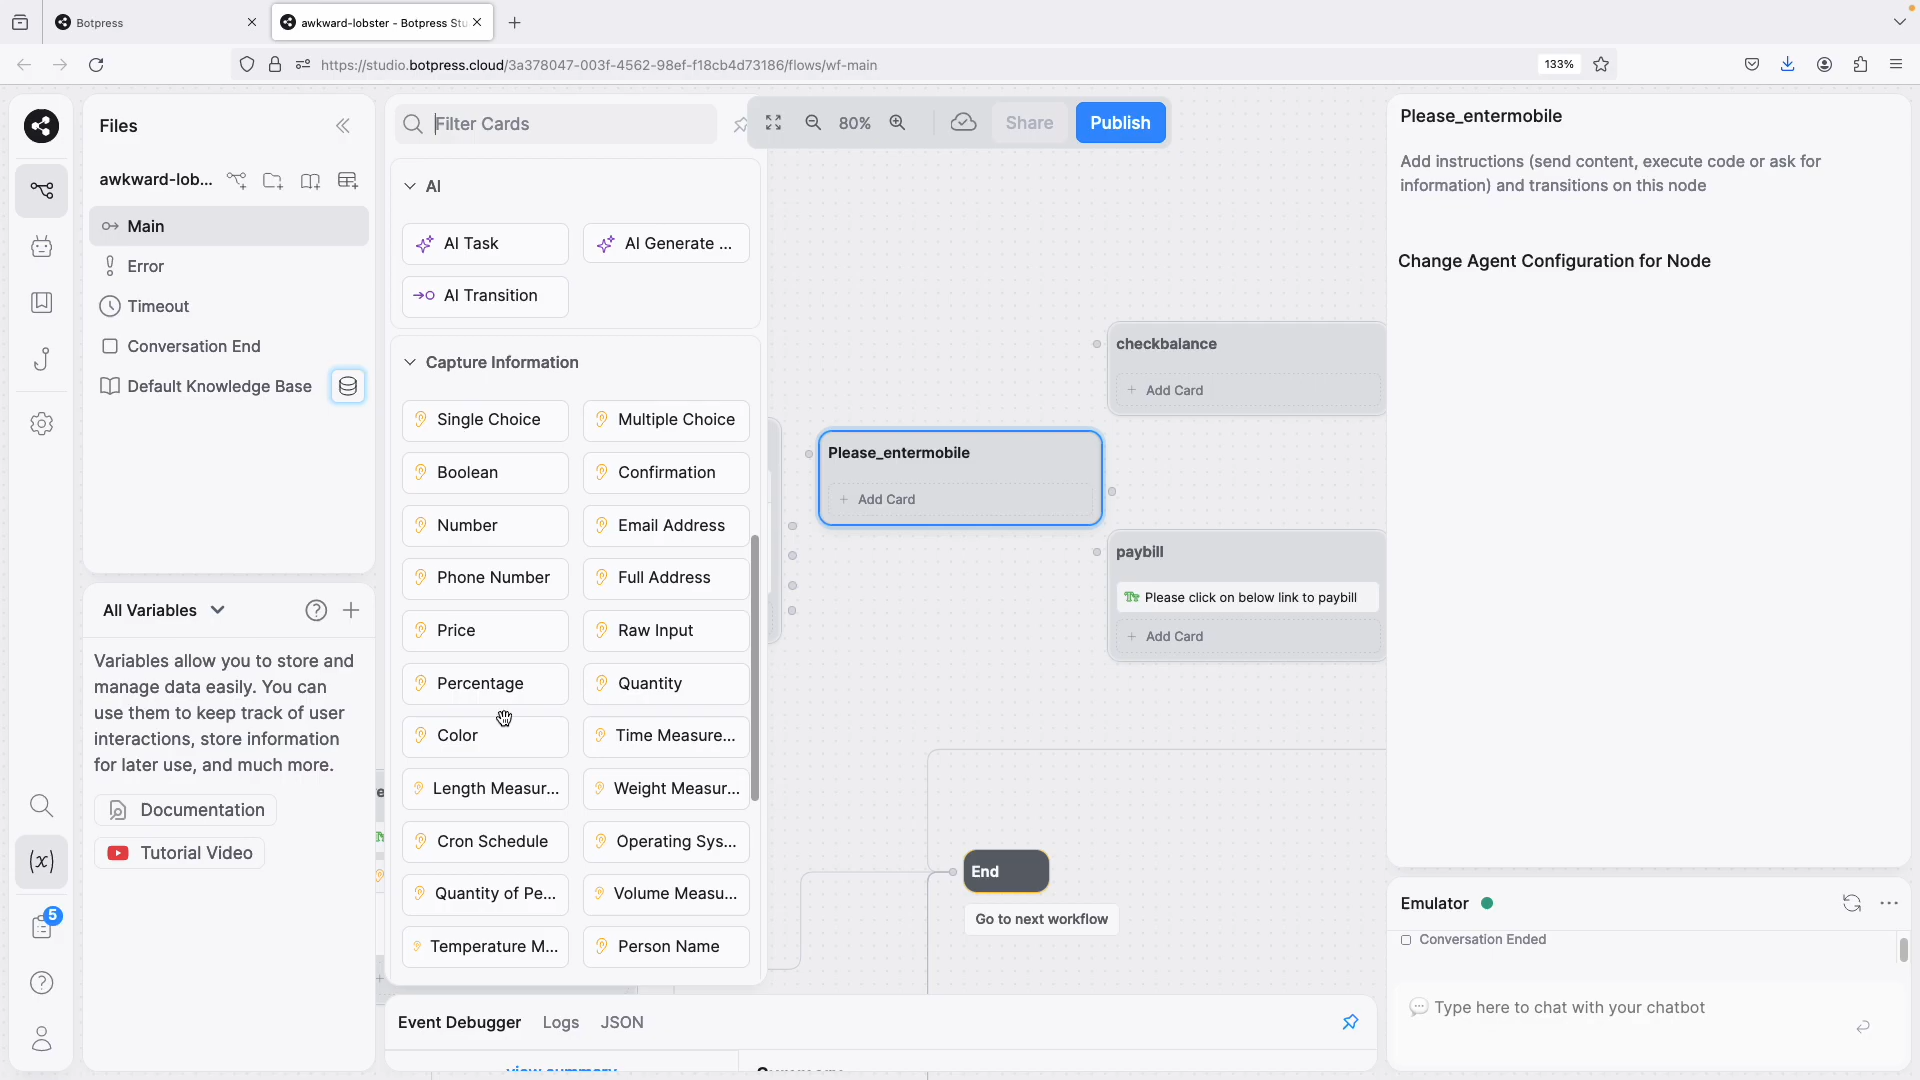 Botpress
awkward-lobster - Botpress Stu
https://studio.botpress.cloud/3a378047-003f-4562-98ef-f18cb4d73186/flows/wf-main
133%
Files
awkward-lob...
Main
Error
Timeout
Conversation End
Default Knowledge Base
All Variables
Variables allow you to store and
manage data easily. You can
use them to keep track of user
interactions, store information
for later use, and much more.
Documentation
Tutorial Video
(x)
5
Filter Cards
AI
AI Task
AI Generate ...
AI Transition
Capture Information
Single Choice
Multiple Choice
Boolean
Confirmation
Number
Email Address
Phone Number
Full Address
Price
Raw Input
Percentage
Quantity
Color
Time Measure...
Length Measur...
Weight Measur...
Cron Schedule
Operating Sys...
Quantity of Pe...
Volume Measu...
Temperature M...
Person Name
80%
Share
Publish
checkbalance
Add Card
Please_entermobile
Add Card
paybill
Please click on below link to paybill
Add Card
End
Go to next workflow
Event Debugger
Logs
JSON
view summary
Summary
Please_entermobile
Add instructions (send content, execute code or ask for
information) and transitions on this node
Change Agent Configuration for Node
Emulator
Conversation Ended
Type here to chat with your chatbot